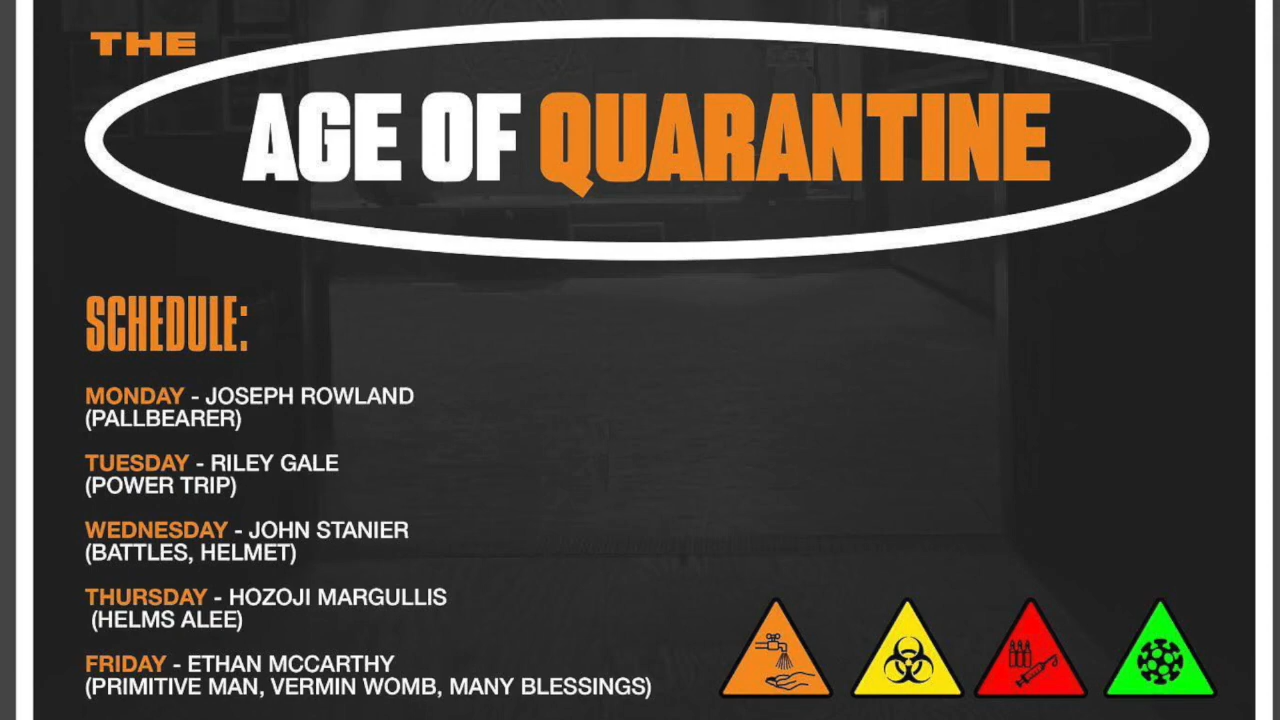 THE
AGE OF QUARANTINE
SCHEDULE:
MONDAY - JOSEPH ROWLAND
(PALLBEARER)
TUESDAY - RILEY GALE
(POWER TRIP)
WEDNESDAY - JOHN STANIER
(BATTLES, HELMET)
THURSDAY - HOZOJI MARGULLIS
(HELMS ALEE)
FRIDAY - ETHAN MCCARTHY
(PRIMITIVE MAN, VERMIN WOMB, MANY BLESSINGS)